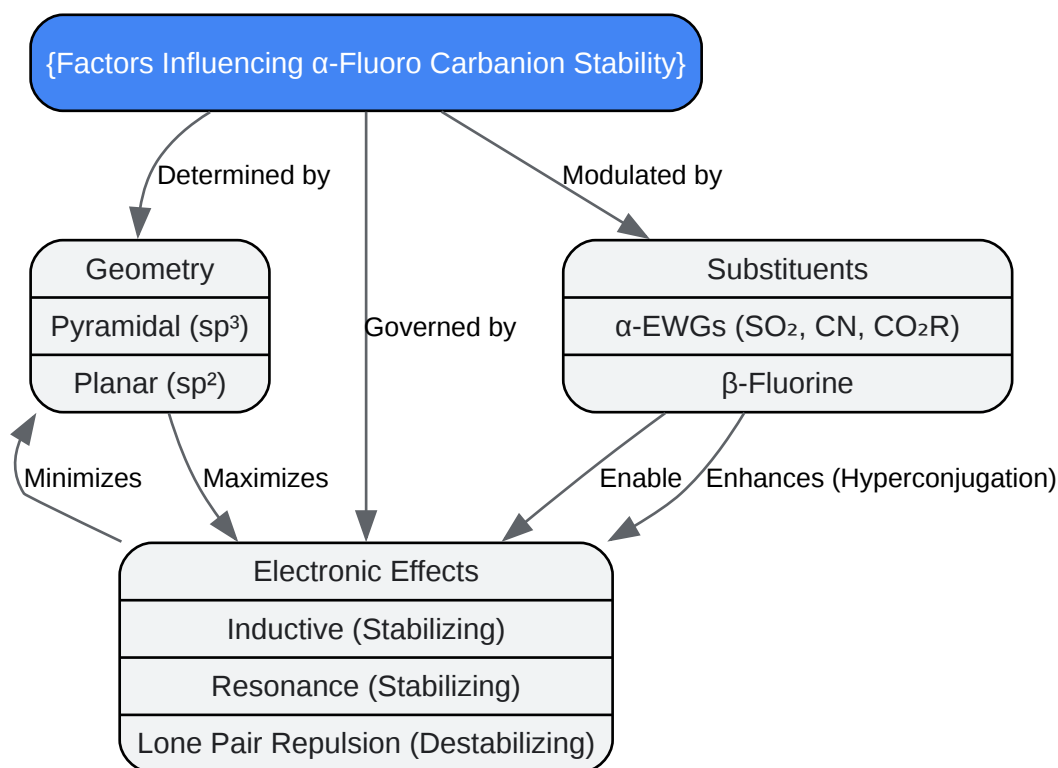 {Factors Influencing α-Fluoro Carbanion Stability}
Determined by
Modulated by
Geometry
Pyramidal (sp³)
Planar (sp²)
Governed by
Substituents
α-EWGs (SO₂, CN, CO₂R)
β-Fluorine
Minimizes
Maximizes
Enable
Enhances (Hyperconjugation)
Electronic Effects
Inductive (Stabilizing)
Resonance (Stabilizing)
Lone Pair Repulsion (Destabilizing)